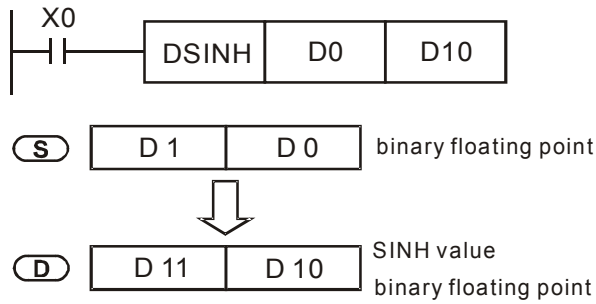 X0
DSINH D0 D10
S D 1 D 0 binary floating point
SINH value
D D 11 D 10
binary floating point